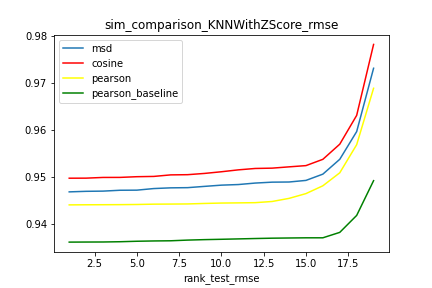 sim_comparison_KNNWithZScore_rmse
0.98
0.97
0.96
0.95
0.94
msd
cosine
pearson
pearson_baseline
2.5 5.0 7.5 10.0 12.5 15.0 17.5
rank_test_rmse